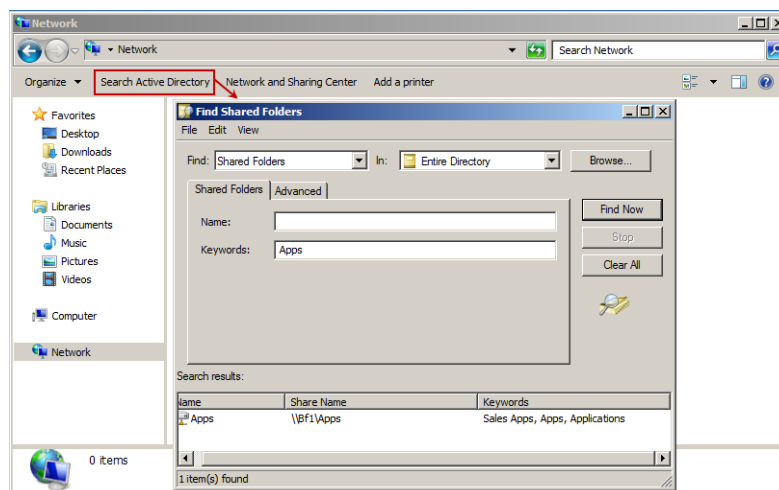 Network
Network
Search Network
Organize
Search Active Directory
Network and Sharing Center
Add a printer
Favorites
Desktop
Downloads
Recent Places
Libraries
Documents
Music
Pictures
Videos
Computer
Network
0 items
Find Shared Folders
File Edit View
Find: Shared Folders In: Entire Directory Browse...
Shared Folders Advanced
Name:
Keywords: Apps
Find Now
Stop
Clear All
Search results:
Name Share Name Keywords
Apps \\Bf1\Apps Sales Apps, Apps, Applications
1 item(s) found